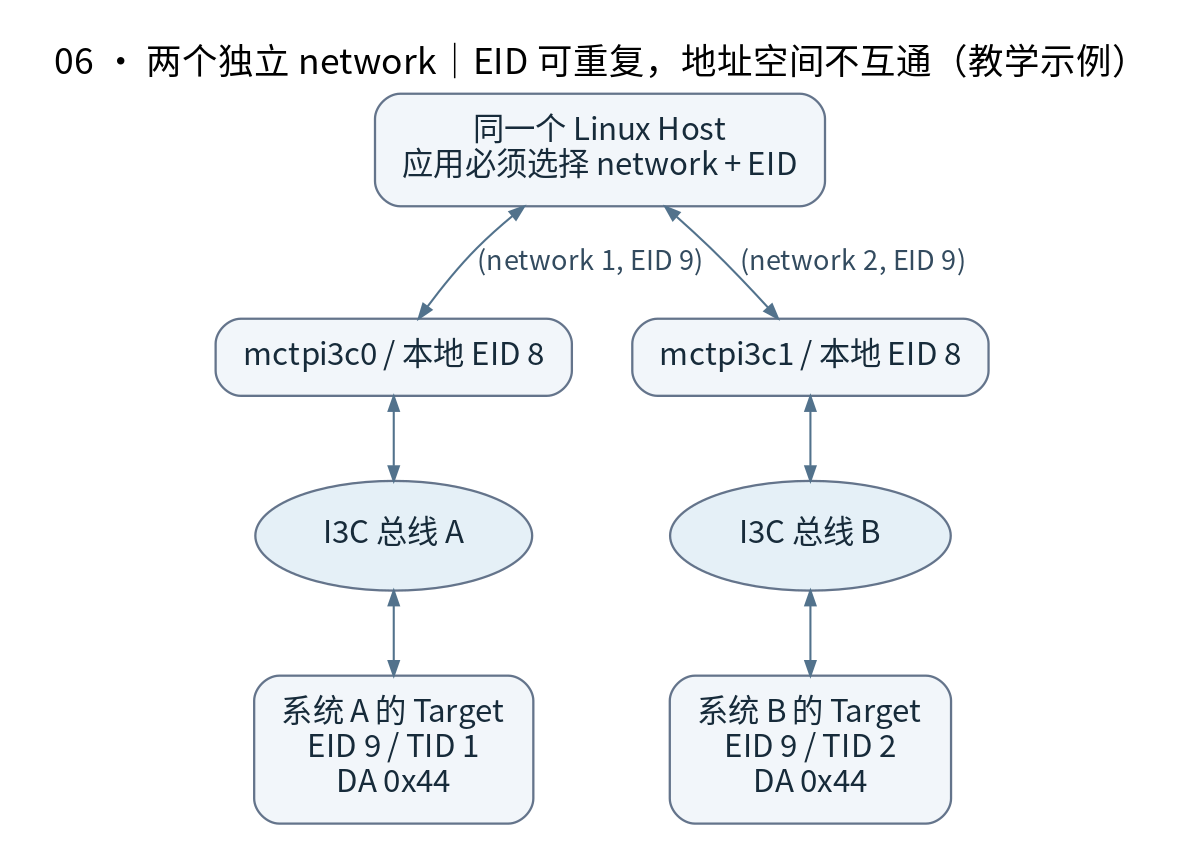 06 · 两个独立 network｜EID 可重复，地址空间不互通（教学示例）
同一个 Linux Host
应用必须选择 network + EID
(network 1, EID 9)
(network 2, EID 9)
mctpi3c0 / 本地 EID 8
mctpi3c1 / 本地 EID 8
I3C 总线 A
I3C 总线 B
系统 A 的 Target
EID 9 / TID 1
DA 0x44
系统 B 的 Target
EID 9 / TID 2
DA 0x44